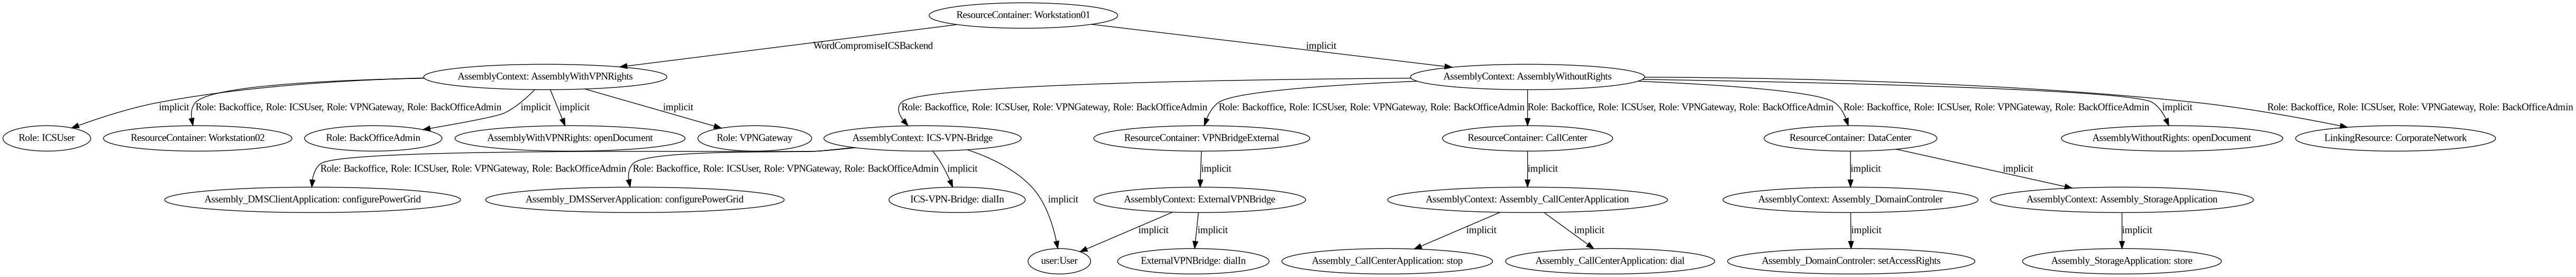 ResourceContainer: Workstation01
WordCompromiseICSBackend
implicit
AssemblyContext: AssemblyWithVPNRights
AssemblyContext: AssemblyWithoutRights
implicit
Role: Backoffice, Role: ICSUser, Role: VPNGateway, Role: BackOfficeAdmin
implicit
implicit
implicit
Role: Backoffice, Role: ICSUser, Role: VPNGateway, Role: BackOfficeAdmin
Role: Backoffice, Role: ICSUser, Role: VPNGateway, Role: BackOfficeAdmin
Role: Backoffice, Role: ICSUser, Role: VPNGateway, Role: BackOfficeAdmin
Role: Backoffice, Role: ICSUser, Role: VPNGateway, Role: BackOfficeAdmin
implicit
Role: Backoffice, Role: ICSUser, Role: VPNGateway, Role: BackOfficeAdmin
Role: ICSUser
ResourceContainer: Workstation02
Role: BackOfficeAdmin
AssemblyWithVPNRights: openDocument
Role: VPNGateway
AssemblyContext: ICS-VPN-Bridge
ResourceContainer: VPNBridgeExternal
ResourceContainer: CallCenter
ResourceContainer: DataCenter
AssemblyWithoutRights: openDocument
LinkingResource: CorporateNetwork
Role: Backoffice, Role: ICSUser, Role: VPNGateway, Role: BackOfficeAdmin
Role: Backoffice, Role: ICSUser, Role: VPNGateway, Role: BackOfficeAdmin
implicit
implicit
implicit
implicit
implicit
Assembly_DMSClientApplication: configurePowerGrid
Assembly_DMSServerApplication: configurePowerGrid
ICS-VPN-Bridge: dialIn
implicit
AssemblyContext: ExternalVPNBridge
AssemblyContext: Assembly_CallCenterApplication
AssemblyContext: Assembly_DomainControler
AssemblyContext: Assembly_StorageApplication
implicit
implicit
implicit
implicit
implicit
implicit
user:User
ExternalVPNBridge: dialIn
Assembly_CallCenterApplication: stop
Assembly_CallCenterApplication: dial
Assembly_DomainControler: setAccessRights
Assembly_StorageApplication: store